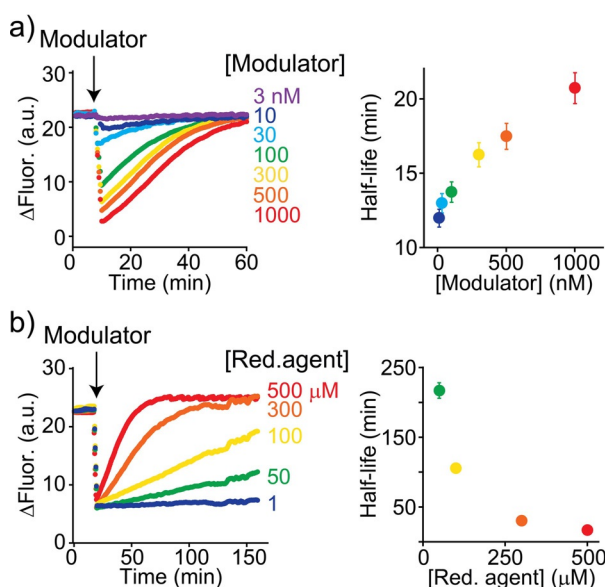 a)
Modulator
[Modulator]
30
20
10
0
ΔFluor. (a.u.)
3 nM
10
30
100
300
500
1000
0 20 40 60
Time (min)
20
10
Half-life (min)
0 500 1000
[Modulator] (nM)
b)
Modulator
[Red.agent]
30
20
10
0
ΔFluor. (a.u.)
500 μM
300
100
50
1
0 50 100 150
Time (min)
250
150
50
Half-life (min)
0 500
[Red. agent] (μM)